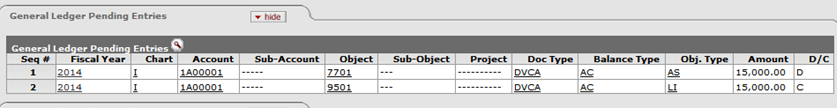 General Ledger Pending Entries hide
General Ledger Pending Entries
Seq # Fiscal Year Chart Account Sub-Account Object Sub-Object Project Doc Type Balance Type Obj. Type Amount D/C
1 2014 I 1A00001 ----- 7701 --- ---------- DVCA AC AS 15,000.00 D
2 2014 I 1A00001 ----- 9501 --- ---------- DVCA AC LI 15,000.00 C